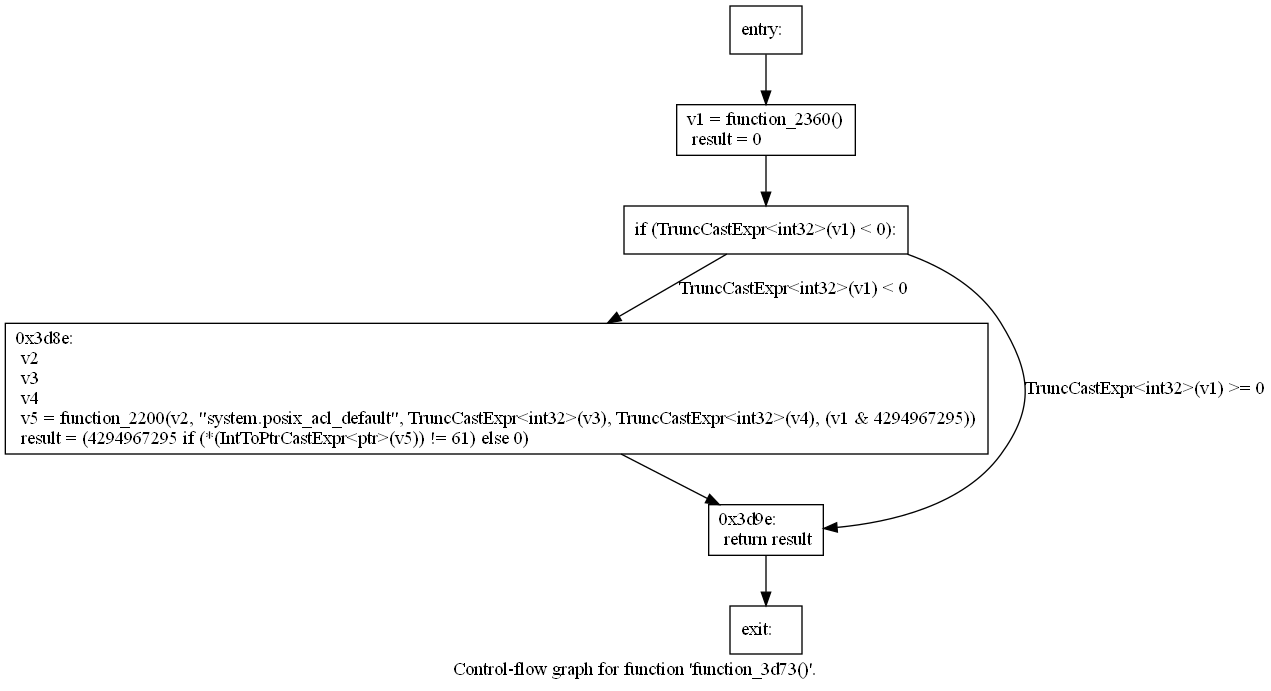 entry:
v1 = function_2360()
result = 0
if (TruncCastExpr<int32>(v1) < 0):
TruncCastExpr<int32>(v1) < 0
0x3d8e:
v2
v3
v4
v5 = function_2200(v2, "system.posix_acl_default", TruncCastExpr<int32>(v3), TruncCastExpr<int32>(v4), (v1 & 4294967295))
result = (4294967295 if (*(IntToPtrCastExpr<ptr>(v5)) != 61) else 0)
TruncCastExpr<int32>(v1) >= 0
0x3d9e:
return result
exit:
Control-flow graph for function 'function_3d73()'.